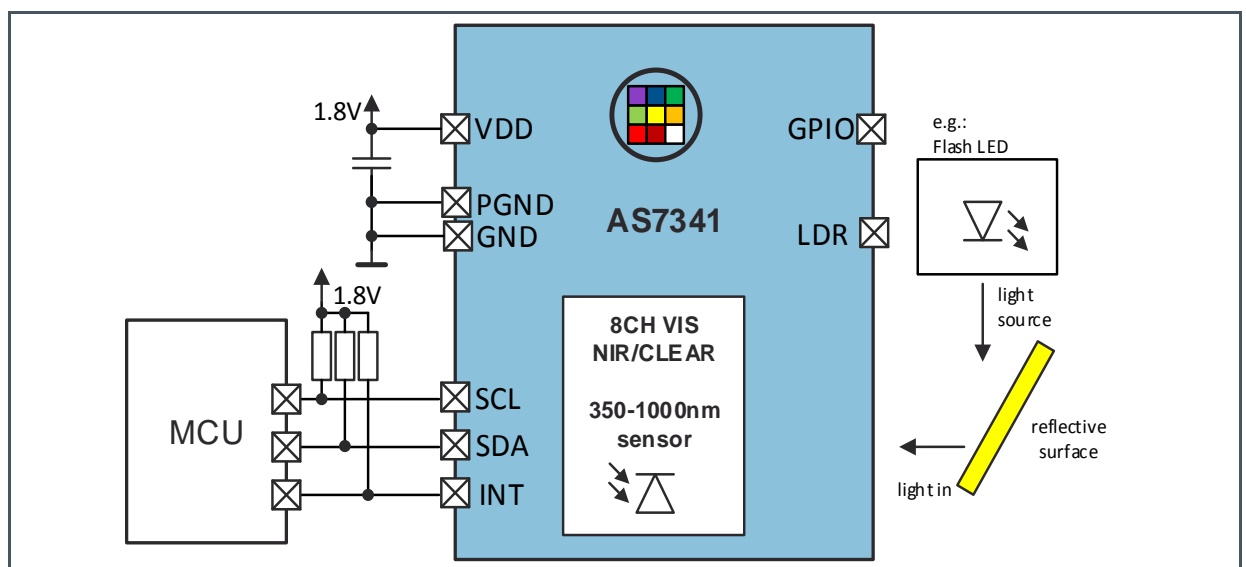 1.8V
VDD
PGND
GND
AS7341
GPIO
LDR
e.g.:
Flash LED
light
source
1.8V
MCU
SCL
SDA
INT
8CH VIS
NIR/CLEAR
350-1000nm
sensor
reflective
surface
light in